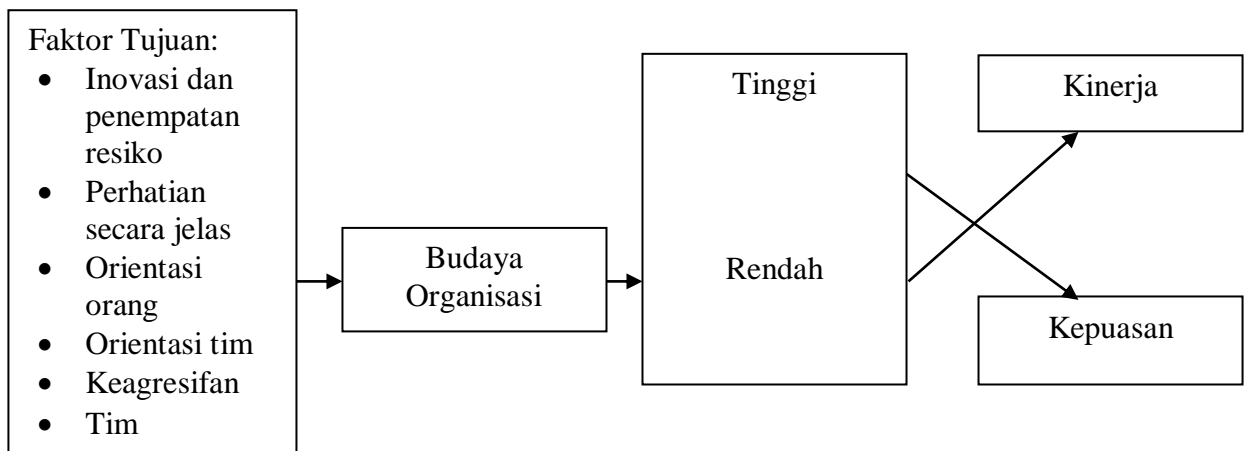 Faktor Tujuan:
• Inovasi dan
penempatan
resiko
• Perhatian
secara jelas
• Orientasi
orang
• Orientasi tim
• Keagresifan
• Tim
Budaya
Organisasi
Tinggi
Rendah
Kinerja
Kepuasan